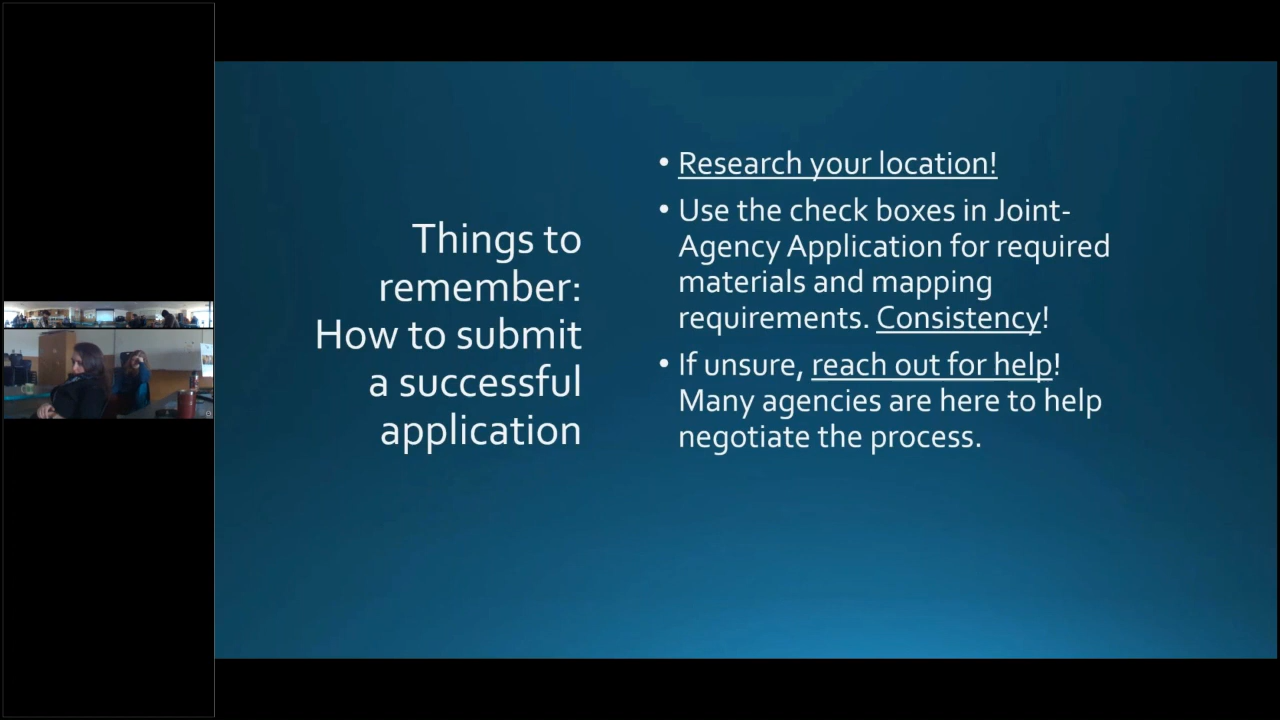 Things to
remember:
How to submit
a successful
application
• Research your location!
• Use the check boxes in Joint-
Agency Application for required
materials and mapping
requirements. Consistency!
• If unsure, reach out for help!
Many agencies are here to help
negotiate the process.